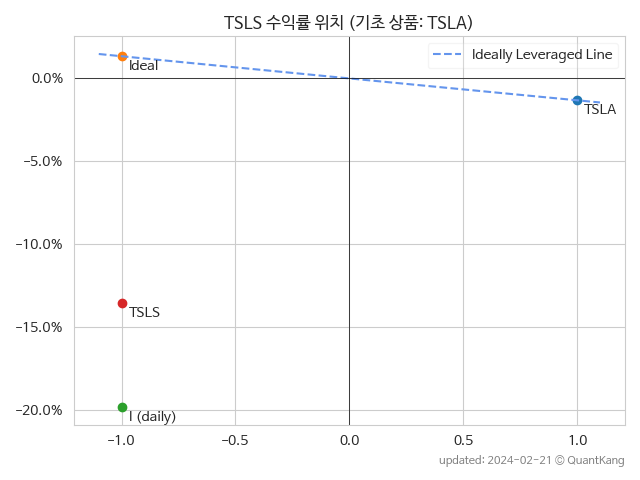 TSLS 수익률 위치 (기초 상품: TSLA)
Ideally Leveraged Line
Ideal
0.0%
TSLA
−5.0%
−10.0%
TSLS
−15.0%
I (daily)
−20.0%
−1.0 −0.5 0.0 0.5 1.0
updated: 2024-02-21 © QuantKang